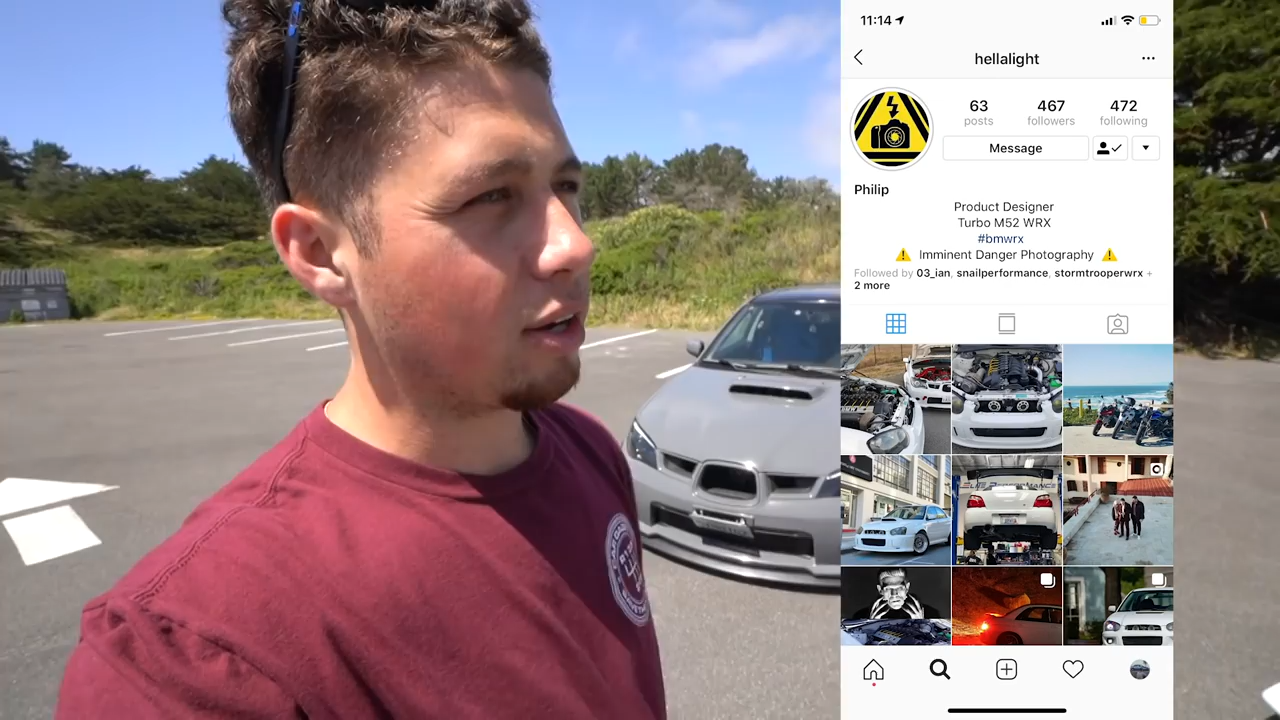 11:14
hellalight
63
467
472
posts
followers
following
Message
Philip
Product Designer
Turbo M52 WRX
#bmwrx
⚠️ Imminent Danger Photography ⚠️
Followed by 03_ian, snailperformance, stormtrooperwrx +
2 more